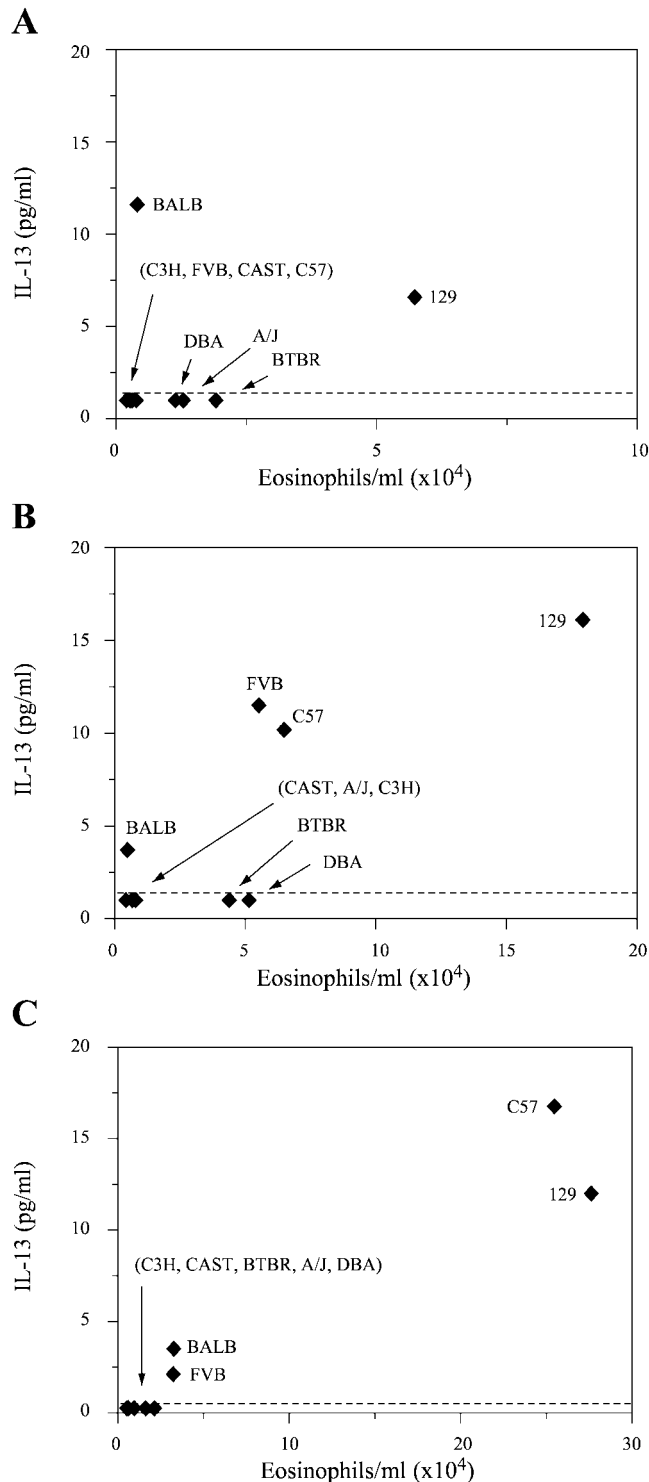 A
20
15
10
5
0
IL-13 (pg/ml)
BALB
(C3H, FVB, CAST, C57)
129
DBA
A/J
BTBR
0
5
10
Eosinophils/ml (x10⁴)
B
20
15
10
5
0
IL-13 (pg/ml)
129
FVB
C57
(CAST, A/J, C3H)
BALB
BTBR
DBA
0
5
10
15
20
Eosinophils/ml (x10⁴)
C
20
15
10
5
0
IL-13 (pg/ml)
C57
129
(C3H, CAST, BTBR, A/J, DBA)
BALB
FVB
0
10
20
30
Eosinophils/ml (x10⁴)